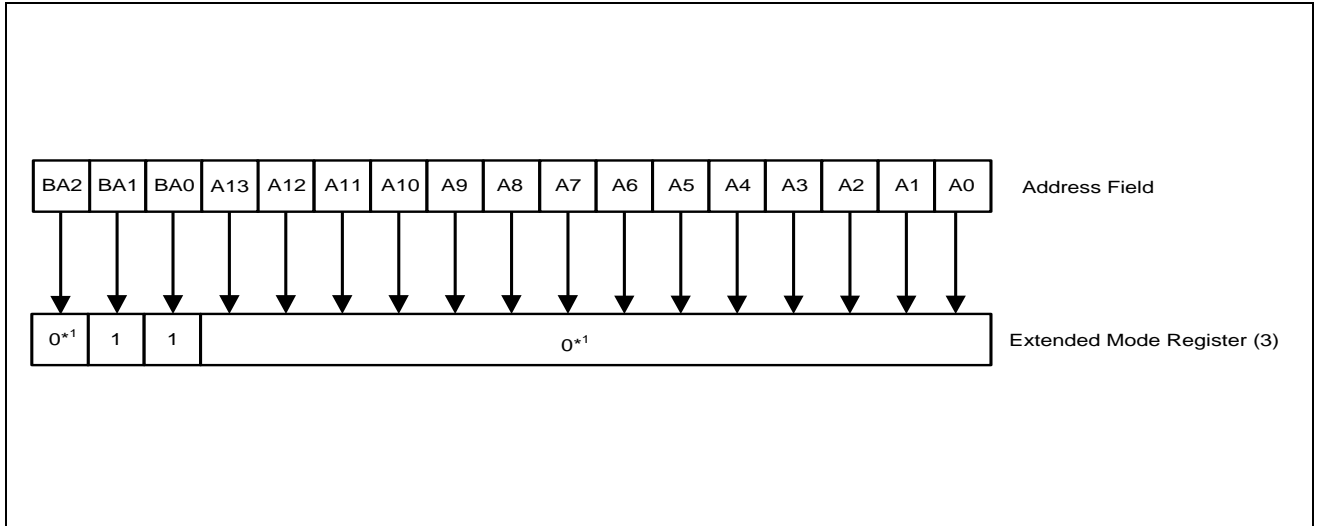 BA2 BA1 BA0 A13 A12 A11 A10 A9 A8 A7 A6 A5 A4 A3 A2 A1 A0 Address Field
0*1 1 1 0*1 Extended Mode Register (3)